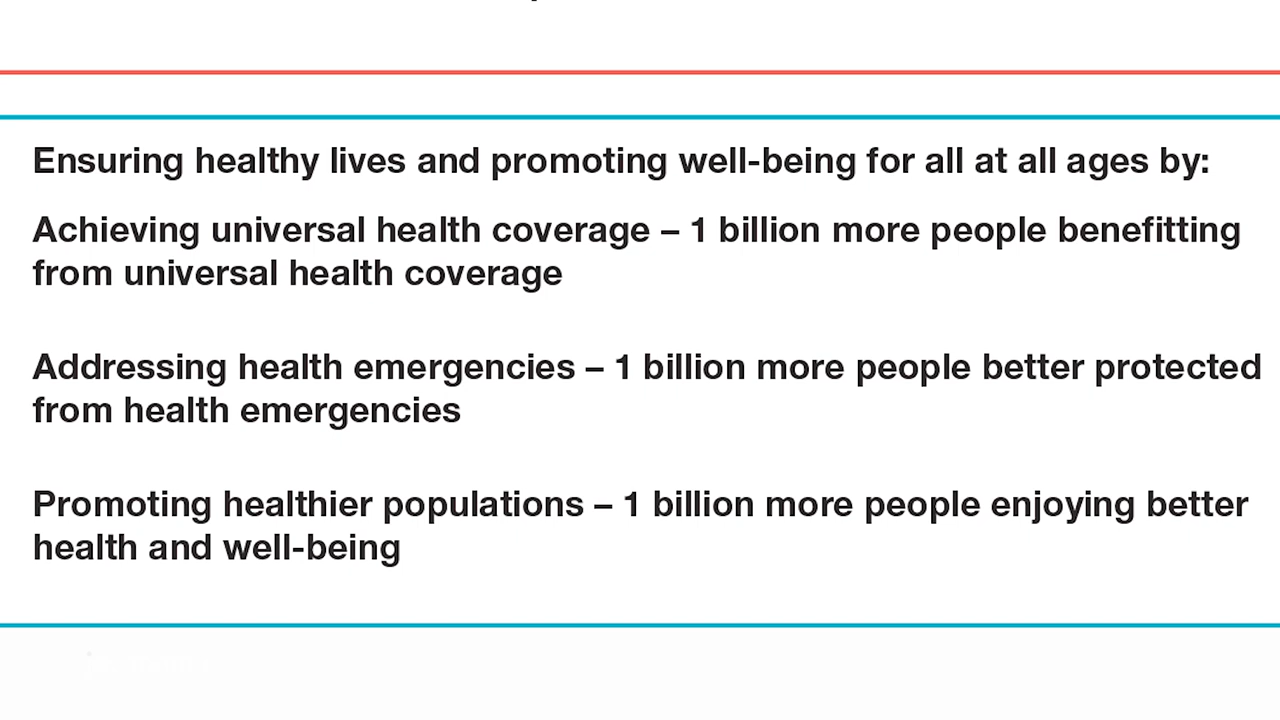 Ensuring healthy lives and promoting well-being for all at all ages by:
Achieving universal health coverage – 1 billion more people benefitting
from universal health coverage
Addressing health emergencies – 1 billion more people better protected
from health emergencies
Promoting healthier populations – 1 billion more people enjoying better
health and well-being